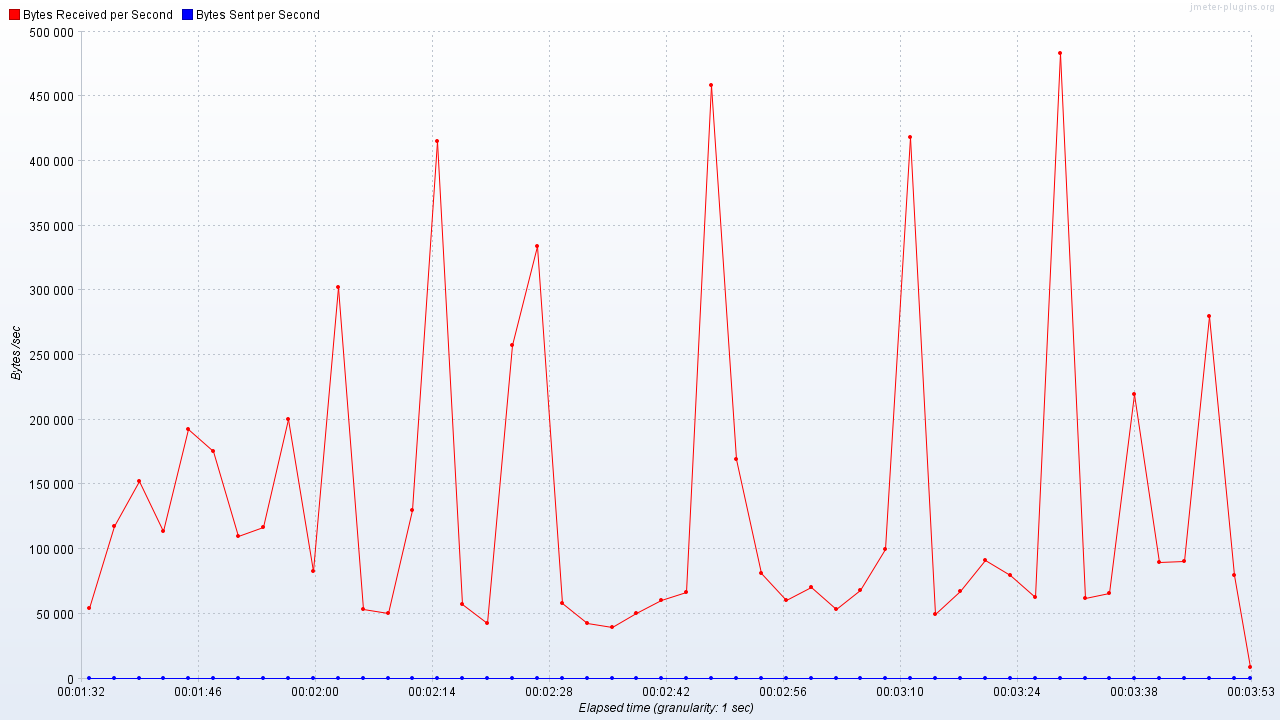 Bytes Received per Second Bytes Sent per Second
jmeter-plugins.org
500 000
450 000
400 000
350 000
300 000
250 000
200 000
150 000
100 000
50 000
0
Bytes /sec
00:01:32 00:01:46 00:02:00 00:02:14 00:02:28 00:02:42 00:02:56 00:03:10 00:03:24 00:03:38 00:03:53
Elapsed time (granularity: 1 sec)